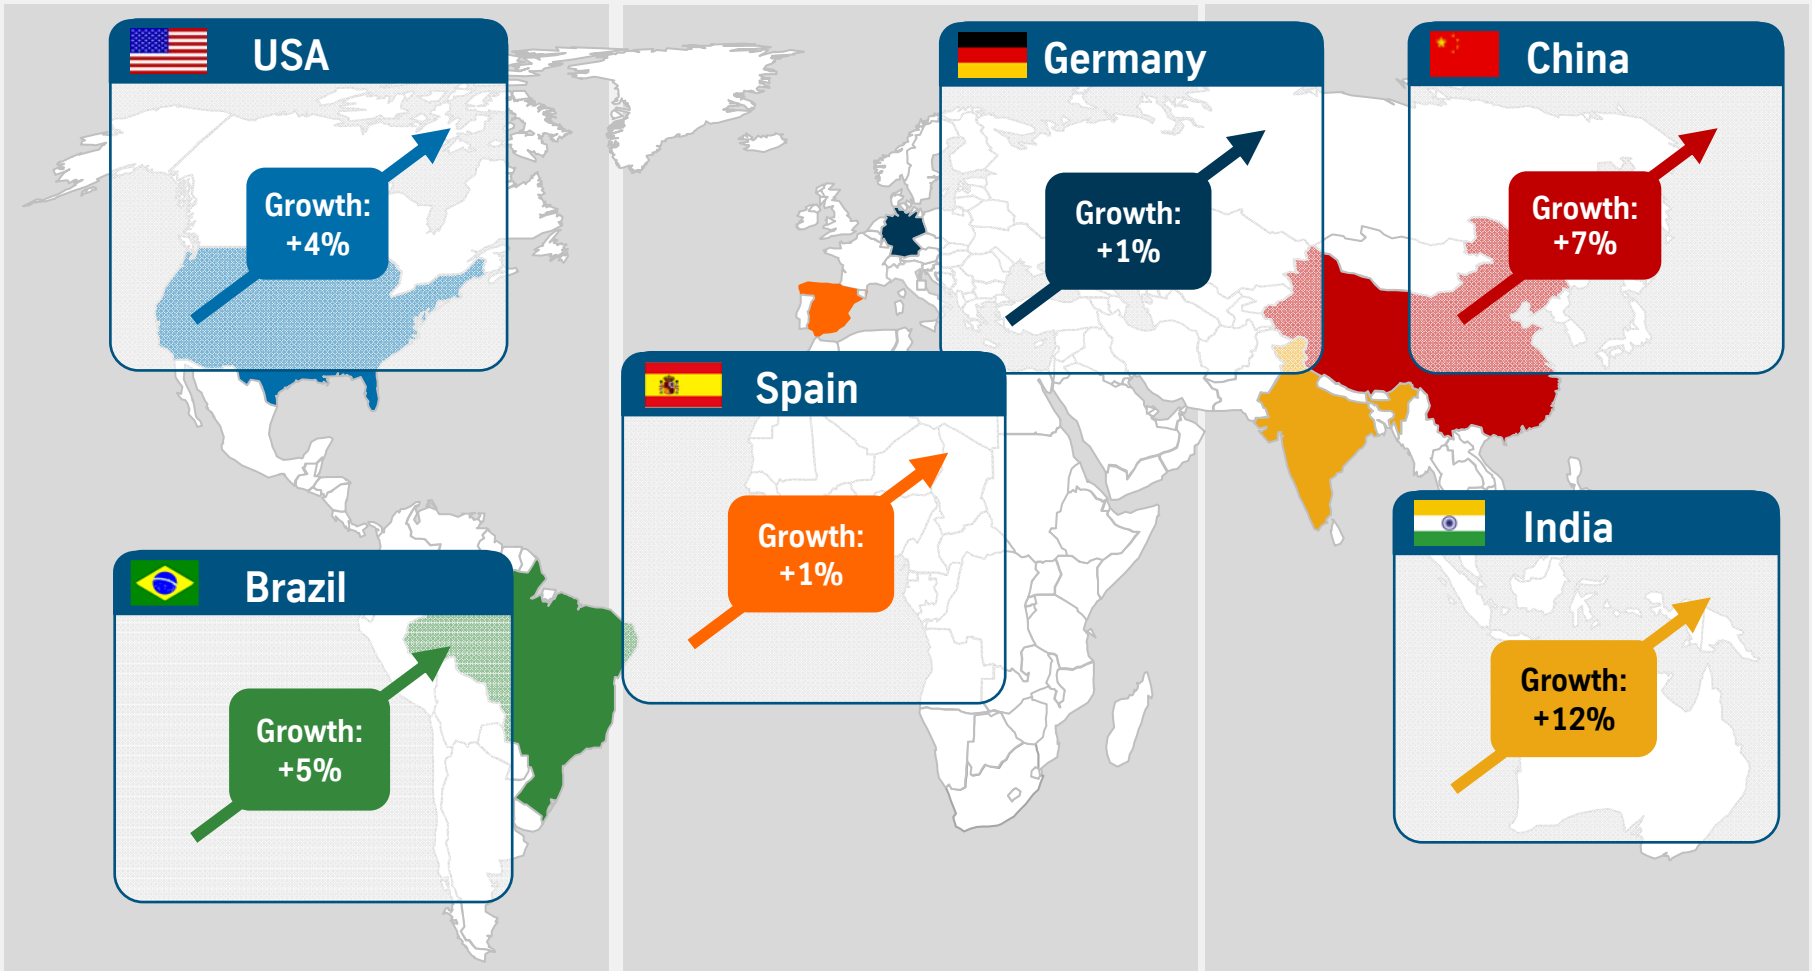 USA
Growth:
+4%
Germany
Growth:
+1%
China
Growth:
+7%
Spain
Growth:
+1%
Brazil
Growth:
+5%
India
Growth:
+12%